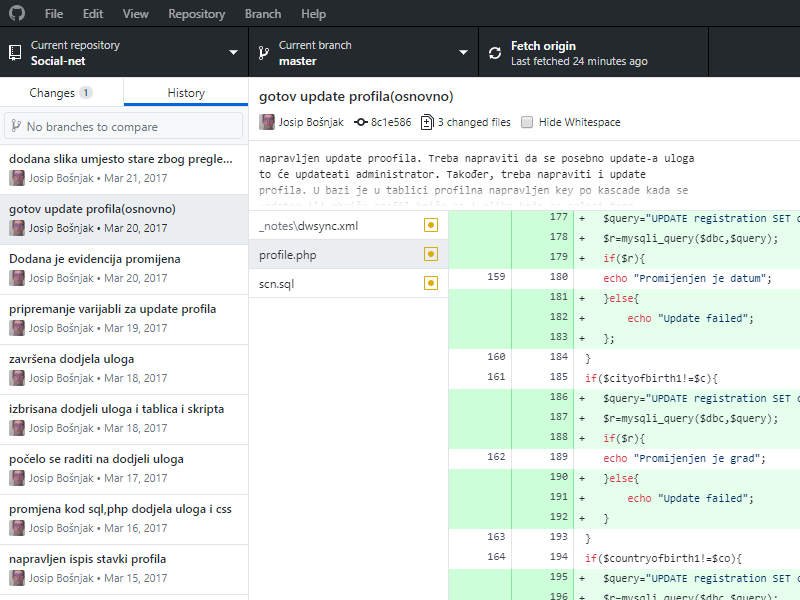 File Edit View Repository Branch Help
Current repository
Social-net
Current branch
master
Fetch origin
Last fetched 24 minutes ago
Changes 1
History
No branches to compare
dodana slika umjesto stare zbog pregle...
Josip Bošnjak • Mar 21, 2017
gotov update profila(osnovno)
Josip Bošnjak • Mar 20, 2017
Dodana je evidencija promijena
Josip Bošnjak • Mar 20, 2017
pripremanje varijabli za update profila
Josip Bošnjak • Mar 19, 2017
završena dodjela uloga
Josip Bošnjak • Mar 18, 2017
izbrisana dodjeli uloga i tablica i skripta
Josip Bošnjak • Mar 18, 2017
počelo se raditi na dodjeli uloga
Josip Bošnjak • Mar 17, 2017
promjena kod sql,php dodjela uloga i css
Josip Bošnjak • Mar 16, 2017
napravljen ispis stavki profila
Josip Bošnjak • Mar 15, 2017
gotov update profila(osnovno)
Josip Bošnjak 8c1e586 3 changed files Hide Whitespace
napravljen update proofila. Treba napraviti da se posebno update-a uloga
to će updateati administrator. Također, treba napraviti i update
profila. U bazi je u tablici profilna napravljen key po kascade kada se
_notes\dwsync.xml
profile.php
scn.sql
177 + $query="UPDATE registration SET
178 + $r=mysqli_query($dbc,$query);
179 + if($r){
159 180 echo "Promijenjen je datum";
181 + }else{
182 + echo "Update failed";
183 + };
160 184 }
161 185 if($cityofbirth1!=$c){
186 + $query="UPDATE registration SET
187 + $r=mysqli_query($dbc,$query);
188 + if($r){
162 189 echo "Promijenjen je grad";
190 + }else{
191 + echo "Update failed";
192 + }
163 193 }
164 194 if($countryofbirth1!=$co){
195 + $query="UPDATE registration SET
196 + $r=mysqli_query($dbc,$query);